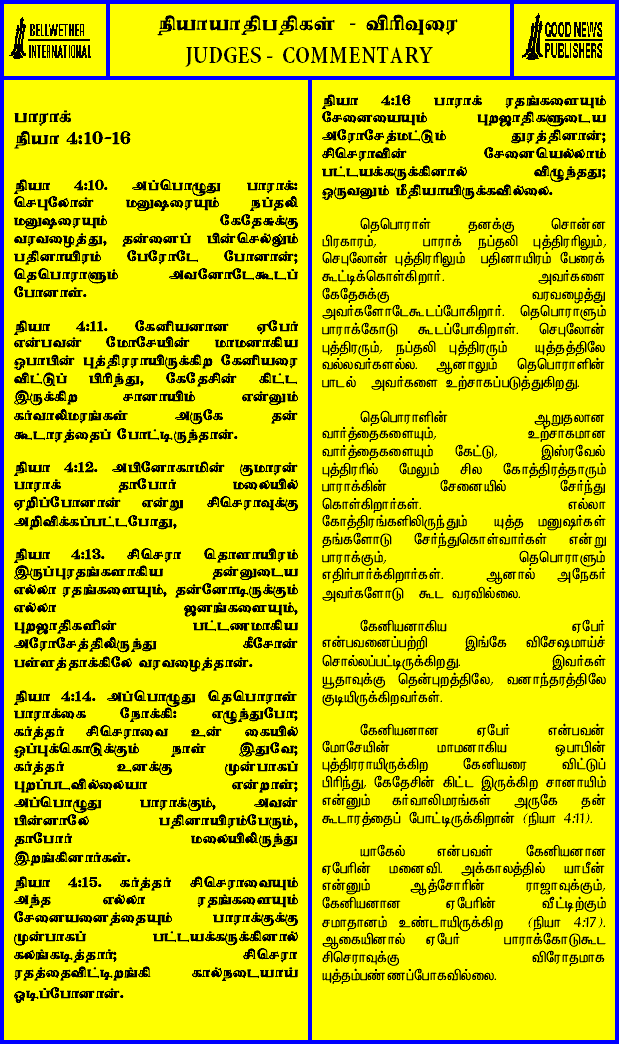 BELLWETHER
INTERNATIONAL
நியாயாதிபதிகள் - விரிவுரை
JUDGES - COMMENTARY
GOOD NEWS
PUBLISHERS
பாராக்
நியா 4:10-16
நியா 4:10. அப்பொழுது பாராக்:
செபுலோன் மனுஷரையும் நப்தலி
மனுஷரையும் கேதேசுக்கு
வரவழைத்து, தன்னைப் பின்செல்லும்
பதினாயிரம் பேரோடே போனான்;
தெபொராளும் அவனோடேகூடப்
போனாள்.
நியா 4:11. கேனியனான ஏபேர்
என்பவன் மோசேயின் மாமனாகிய
ஒபாபின் புத்திரராயிருக்கிற கேனியரை
விட்டுப் பிரிந்து, கேதேசின் கிட்ட
இருக்கிற சானாயிம் என்னும்
கர்வாலிமரங்கள் அருகே தன்
கூடாரத்தைப் போட்டிருந்தான்.
நியா 4:12. அபினோகாமின் குமாரன்
பாராக் தாபோர் மலையில்
ஏறிப்போனான் என்று சிசெராவுக்கு
அறிவிக்கப்பட்டபோது,
நியா 4:13. சிசெரா தொளாயிரம்
இருப்புரதங்களாகிய தன்னுடைய
எல்லா ரதங்களையும், தன்னோடிருக்கும்
எல்லா ஜனங்களையும்,
புறஜாதிகளின் பட்டணமாகிய
அரோசேத்திலிருந்து கீசோன்
பள்ளத்தாக்கிலே வரவழைத்தான்.
நியா 4:14. அப்பொழுது தெபொராள்
பாராக்கை நோக்கி: எழுந்துபோ;
கர்த்தர் சிசெராவை உன் கையில்
ஒப்புக்கொடுக்கும் நாள் இதுவே;
கர்த்தர் உனக்கு முன்பாகப்
புறப்படவில்லையா என்றாள்;
அப்பொழுது பாராக்கும், அவன்
பின்னாலே பதினாயிரம்பேரும்,
தாபோர் மலையிலிருந்து
இறங்கினார்கள்.
நியா 4:15. கர்த்தர் சிசெராவையும்
அந்த எல்லா ரதங்களையும்
சேனையனைத்தையும் பாராக்குக்கு
முன்பாகப் பட்டயக்கருக்கினால்
கலங்கடித்தார்; சிசெரா
ரதத்தைவிட்டிறங்கி கால்நடையாய்
ஓடிப்போனான்.
நியா 4:16 பாராக் ரதங்களையும்
சேனையையும் புறஜாதிகளுடைய
அரோசேத்மட்டும் துரத்தினான்;
சிசெராவின் சேனையெல்லாம்
பட்டயக்கருக்கினால் விழுந்தது;
ஒருவனும் மீதியாயிருக்கவில்லை.
தெபொராள் தனக்கு சொன்ன
பிரகாரம், பாராக் நப்தலி புத்திரரிலும்,
செபுலோன் புத்திரரிலும் பதினாயிரம் பேரைக்
கூட்டிக்கொள்கிறார். அவர்களை
கேதேசுக்கு வரவழைத்து
அவர்களோடேகூடப்போகிறார். தெபொராளும்
பாராக்கோடு கூடப்போகிறாள். செபுலோன்
புத்திரரும், நப்தலி புத்திரரும் யுத்தத்திலே
வல்லவர்களல்ல. ஆனாலும் தெபொராளின்
பாடல் அவர்களை உற்சாகப்படுத்துகிறது.
தெபொராளின் ஆறுதலான
வார்த்தைகளையும், உற்சாகமான
வார்த்தைகளையும் கேட்டு, இஸ்ரவேல்
புத்திரரில் மேலும் சில கோத்திரத்தாரும்
பாராக்கின் சேனையில் சேர்ந்து
கொள்கிறார்கள். எல்லா
கோத்திரங்களிலிருந்தும் யுத்த மனுஷர்கள்
தங்களோடு சேர்ந்துகொள்வார்கள் என்று
பாராக்கும், தெபொராளும்
எதிர்பார்க்கிறார்கள். ஆனால் அநேகர்
அவர்களோடு கூட வரவில்லை.
கேனியனாகிய ஏபேர்
என்பவனைப்பற்றி இங்கே விசேஷமாய்ச்
சொல்லப்பட்டிருக்கிறது. இவர்கள்
யூதாவுக்கு தென்புறத்திலே, வனாந்தரத்திலே
குடியிருக்கிறவர்கள்.
கேனியனான ஏபேர் என்பவன்
மோசேயின் மாமனாகிய ஒபாபின்
புத்திரராயிருக்கிற கேனியரை விட்டுப்
பிரிந்து, கேதேசின் கிட்ட இருக்கிற சானாயிம்
என்னும் கர்வாலிமரங்கள் அருகே தன்
கூடாரத்தைப் போட்டிருக்கிறான் (நியா 4:11).
யாகேல் என்பவள் கேனியனான
ஏபேரின் மனைவி. அக்காலத்தில் யாபீன்
என்னும் ஆத்சோரின் ராஜாவுக்கும்,
கேனியனான ஏபேரின் வீட்டிற்கும்
சமாதானம் உண்டாயிருக்கிற (நியா 4:17).
ஆகையினால் ஏபேர் பாராக்கோடுகூட
சிசெராவுக்கு விரோதமாக
யுத்தம்பண்ணப்போகவில்லை.